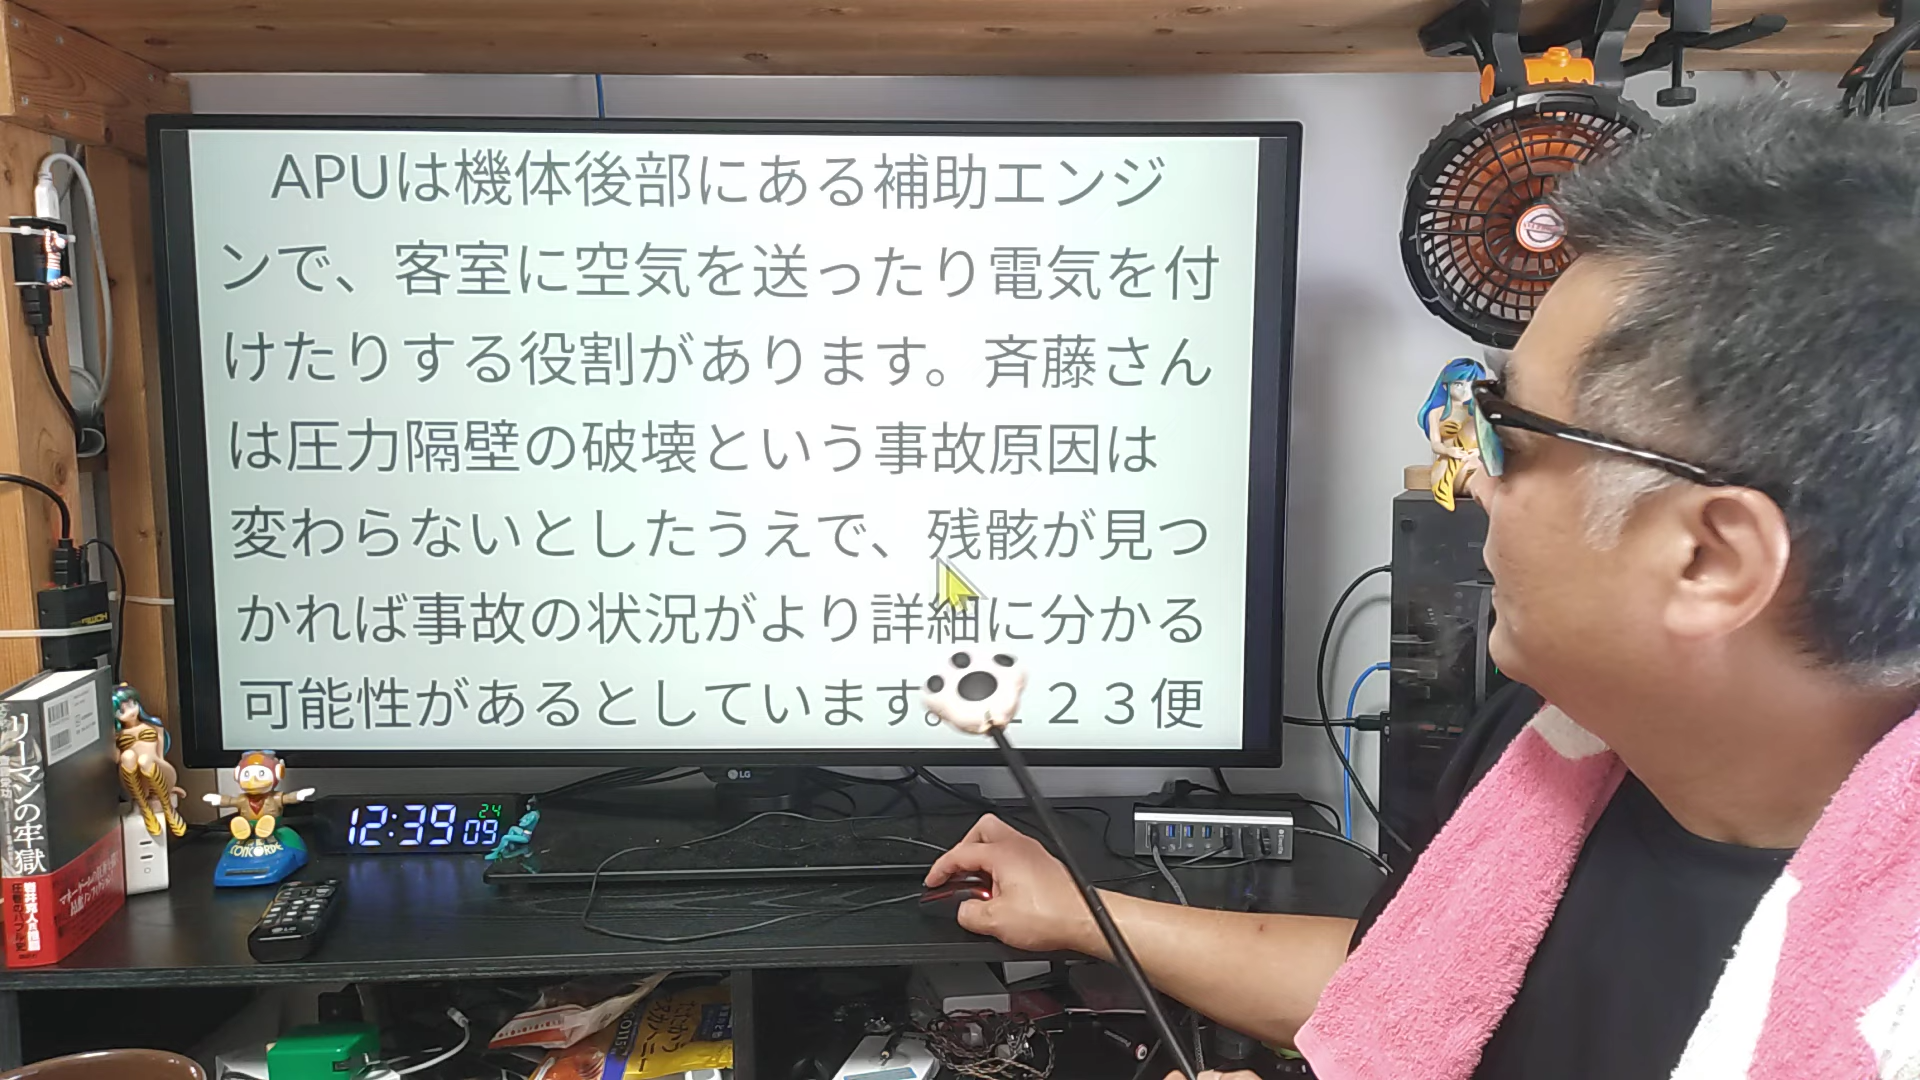 APUは機体後部にある補助エンジ
ンで、客室に空気を送ったり電気を付
けたりする役割があります。斉藤さん
は圧力隔壁の破壊という事故原因は
変わらないとしたうえで、残骸が見つ
かれば事故の状況がより詳細に分かる
可能性があるとしています。１２３便
LG
12:39 09
24
CONCORDE
リーマンの牢獄